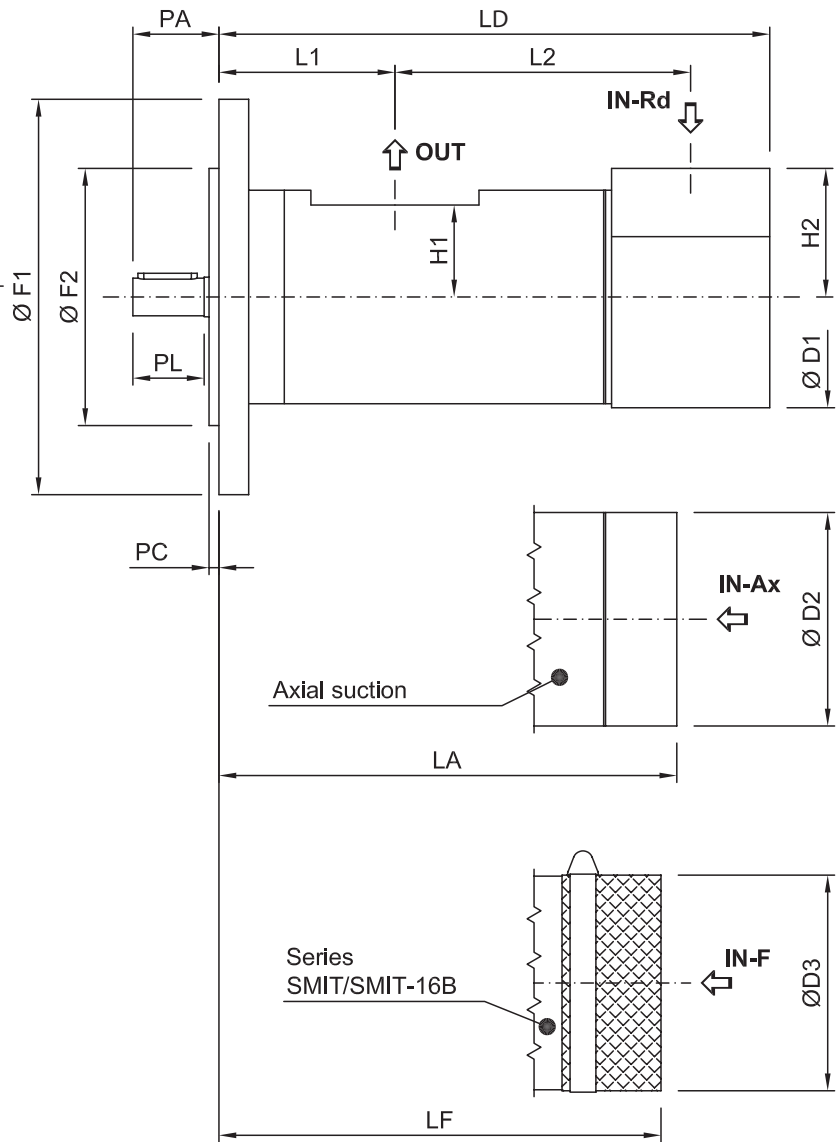 PA
LD
L1
L2
IN-Rd
OUT
H1
H2
Ø F1
Ø F2
PL
Ø D1
PC
IN-Ax
Ø D2
Axial suction
LA
Series
SMIT/SMIT-16B
IN-F
ØD3
LF